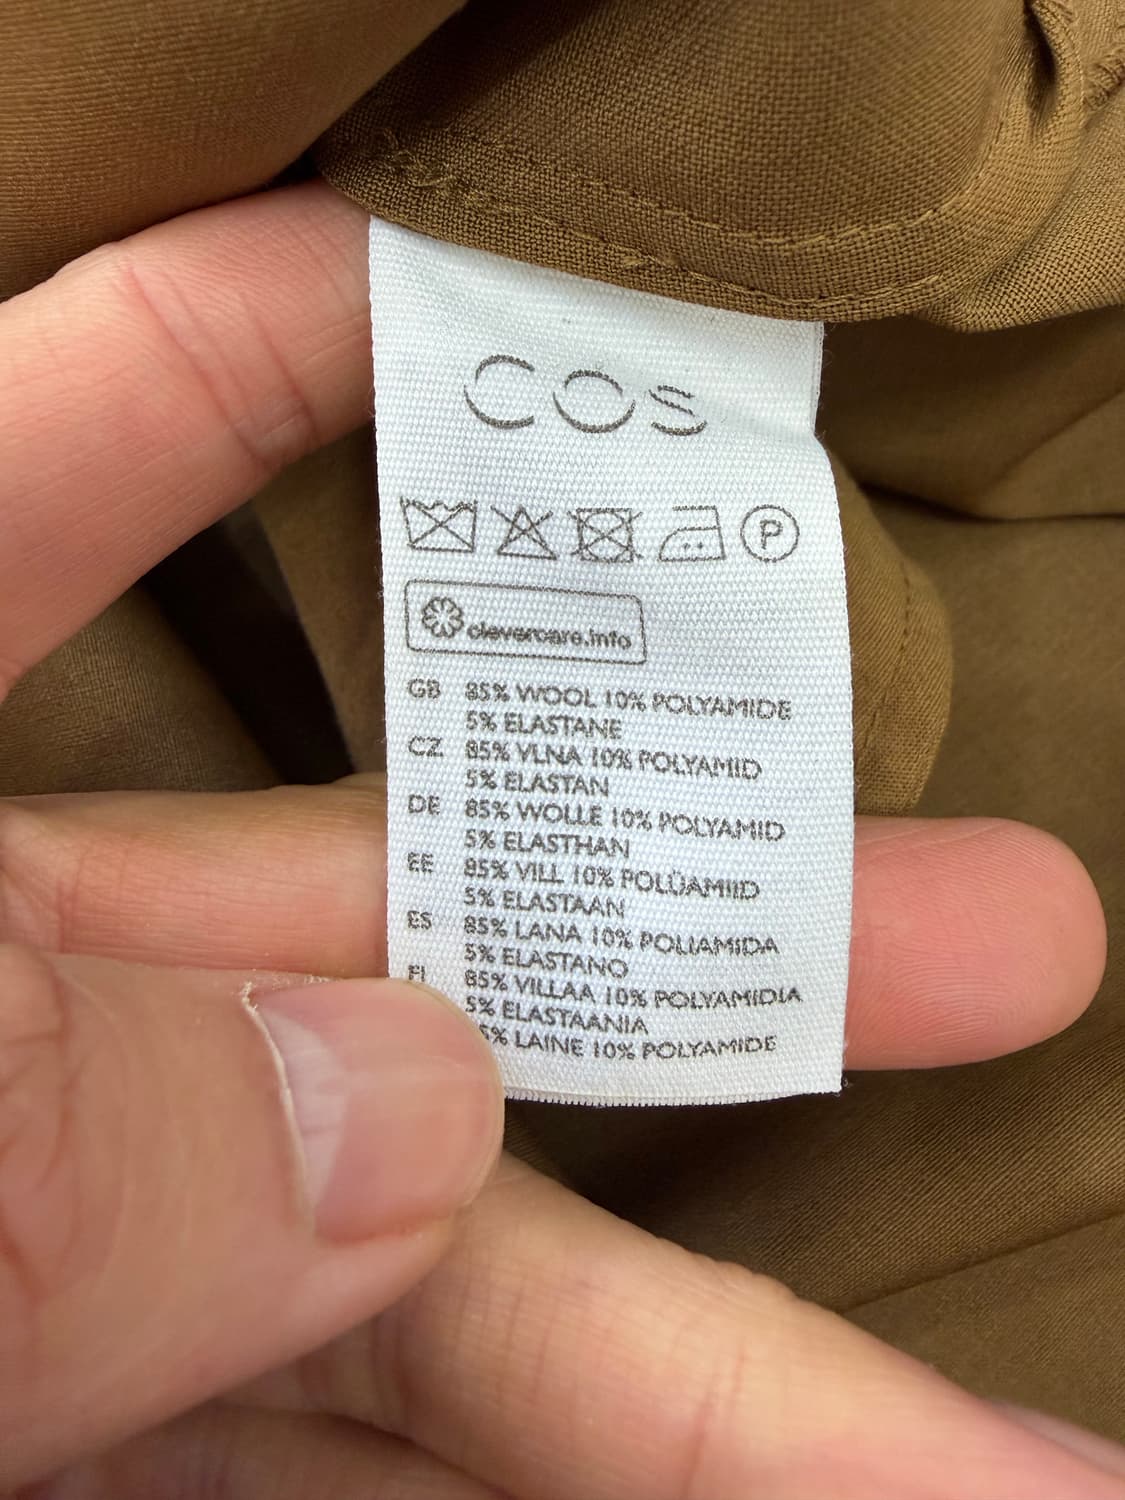 COS
P
clevercare.info
GB 85% WOOL 10% POLYAMIDE
5% ELASTANE
CZ 85% VLNA 10% POLYAMID
5% ELASTAN
DE 85% WOLLE 10% POLYAMID
5% ELASTHAN
EE 85% VILL 10% POLÜAMIID
5% ELASTAAN
ES 85% LANA 10% POLIAMIDA
5% ELASTANO
FI 85% VILLAA 10% POLYAMIDIA
5% ELASTAANIA
5% LAINE 10% POLYAMIDE